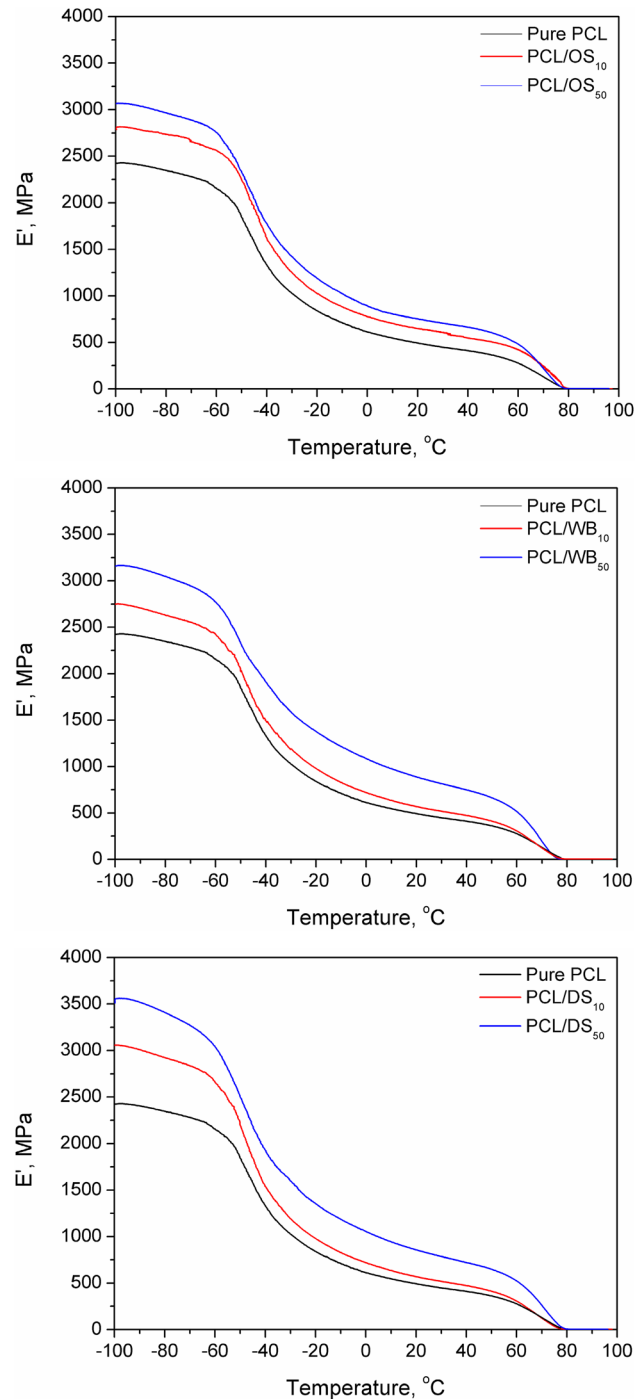 4000
3500
3000
2500
2000
1500
1000
500
0
E', MPa
Pure PCL
PCL/OS₁₀
PCL/OS₅₀
-100 -80 -60 -40 -20 0 20 40 60 80 100
Temperature, °C
4000
3500
3000
2500
2000
1500
1000
500
0
E', MPa
Pure PCL
PCL/WB₁₀
PCL/WB₅₀
-100 -80 -60 -40 -20 0 20 40 60 80 100
Temperature, °C
4000
3500
3000
2500
2000
1500
1000
500
0
E', MPa
Pure PCL
PCL/DS₁₀
PCL/DS₅₀
-100 -80 -60 -40 -20 0 20 40 60 80 100
Temperature, °C